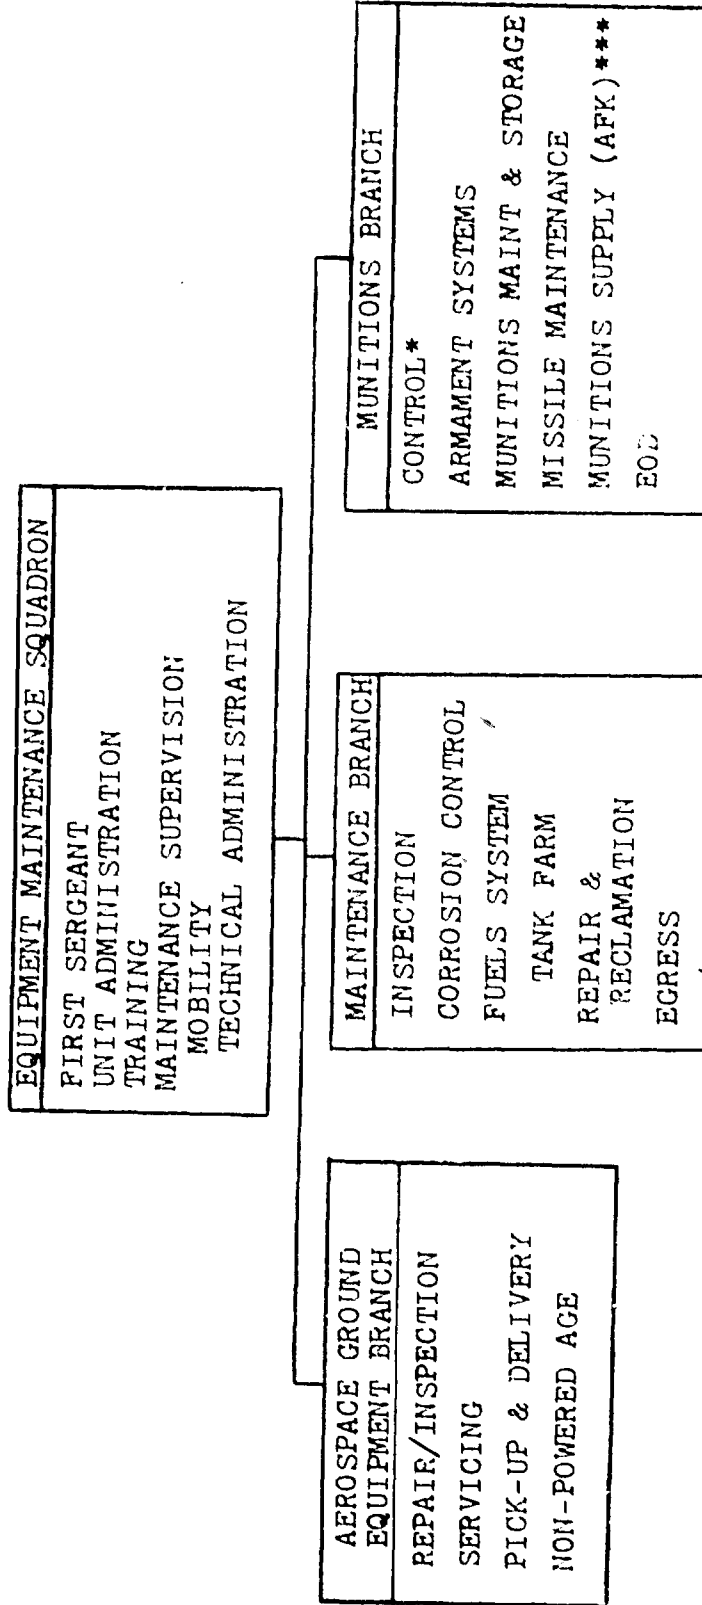 EQUIPMENT MAINTENANCE SQUADRON
FIRST SERGEANT
UNIT ADMINISTRATION
TRAINING
MAINTENANCE SUPERVISION
MOBILITY
TECHNICAL ADMINISTRATION
AEROSPACE GROUND
EQUIPMENT BRANCH
REPAIR/INSPECTION
SERVICING
PICK-UP & DELIVERY
NON-POWERED AGE
MAINTENANCE BRANCH
INSPECTION
CORROSION CONTROL
FUELS SYSTEM
TANK FARM
REPAIR &
RECLAMATION
EGRESS
MUNITIONS BRANCH
CONTROL*
ARMAMENT SYSTEMS
MUNITIONS MAINT & STORAGE
MISSILE MAINTENANCE
MUNITIONS SUPPLY (AFK)***
EOD